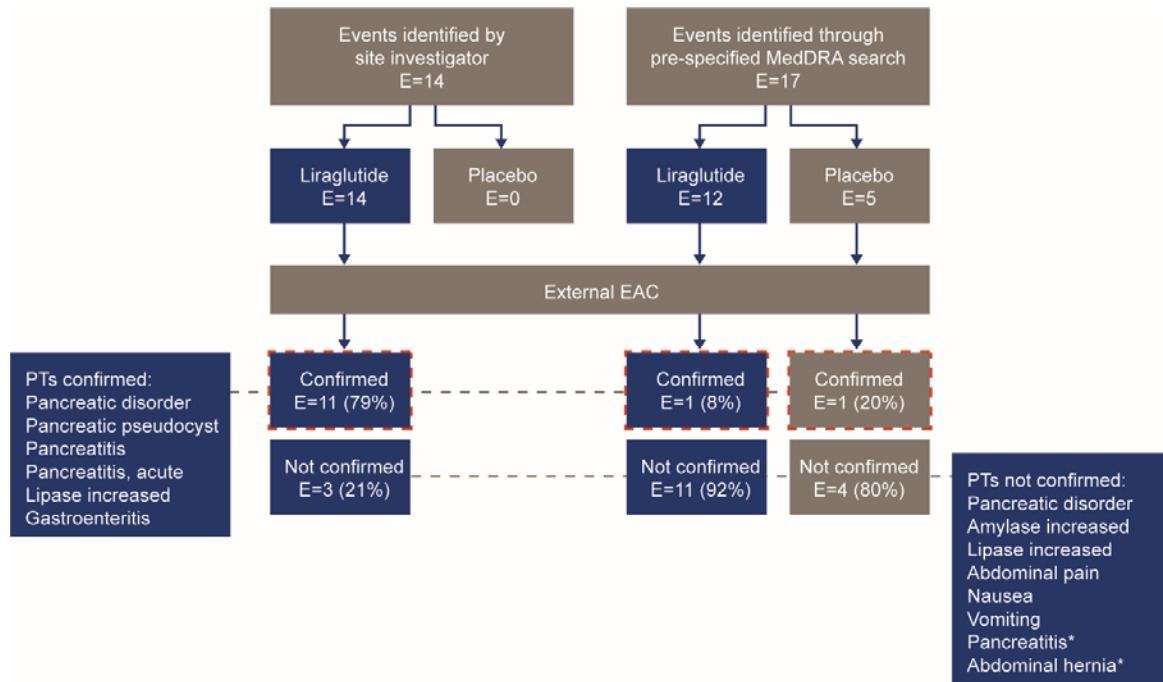 Events identified by
site investigator
E=14
Events identified through
pre-specified MedDRA search
E=17
Liraglutide
E=14
Placebo
E=0
Liraglutide
E=12
Placebo
E=5
External EAC
PTs confirmed:
Pancreatic disorder
Pancreatic pseudocyst
Pancreatitis
Pancreatitis, acute
Lipase increased
Gastroenteritis
Confirmed
E=11 (79%)
Confirmed
E=1 (8%)
Confirmed
E=1 (20%)
Not confirmed
E=3 (21%)
Not confirmed
E=11 (92%)
Not confirmed
E=4 (80%)
PTs not confirmed:
Pancreatic disorder
Amylase increased
Lipase increased
Abdominal pain
Nausea
Vomiting
Pancreatitis*
Abdominal hernia*